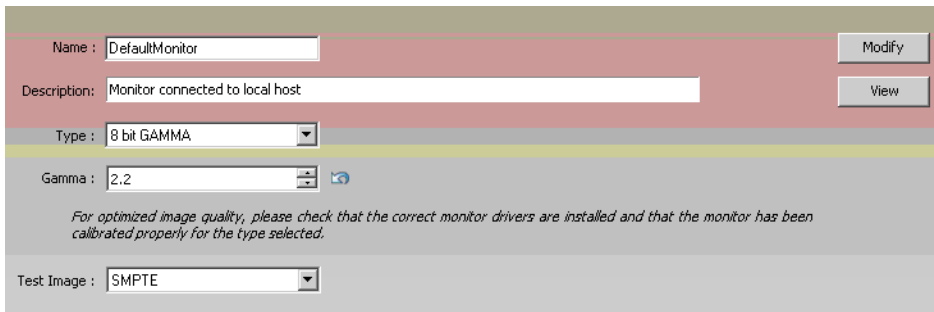 Name : DefaultMonitor Modify
Description: Monitor connected to local host View
Type : 8 bit GAMMA
Gamma : 2.2
For optimized image quality, please check that the correct monitor drivers are installed and that the monitor has been
calibrated properly for the type selected.
Test Image : SMPTE